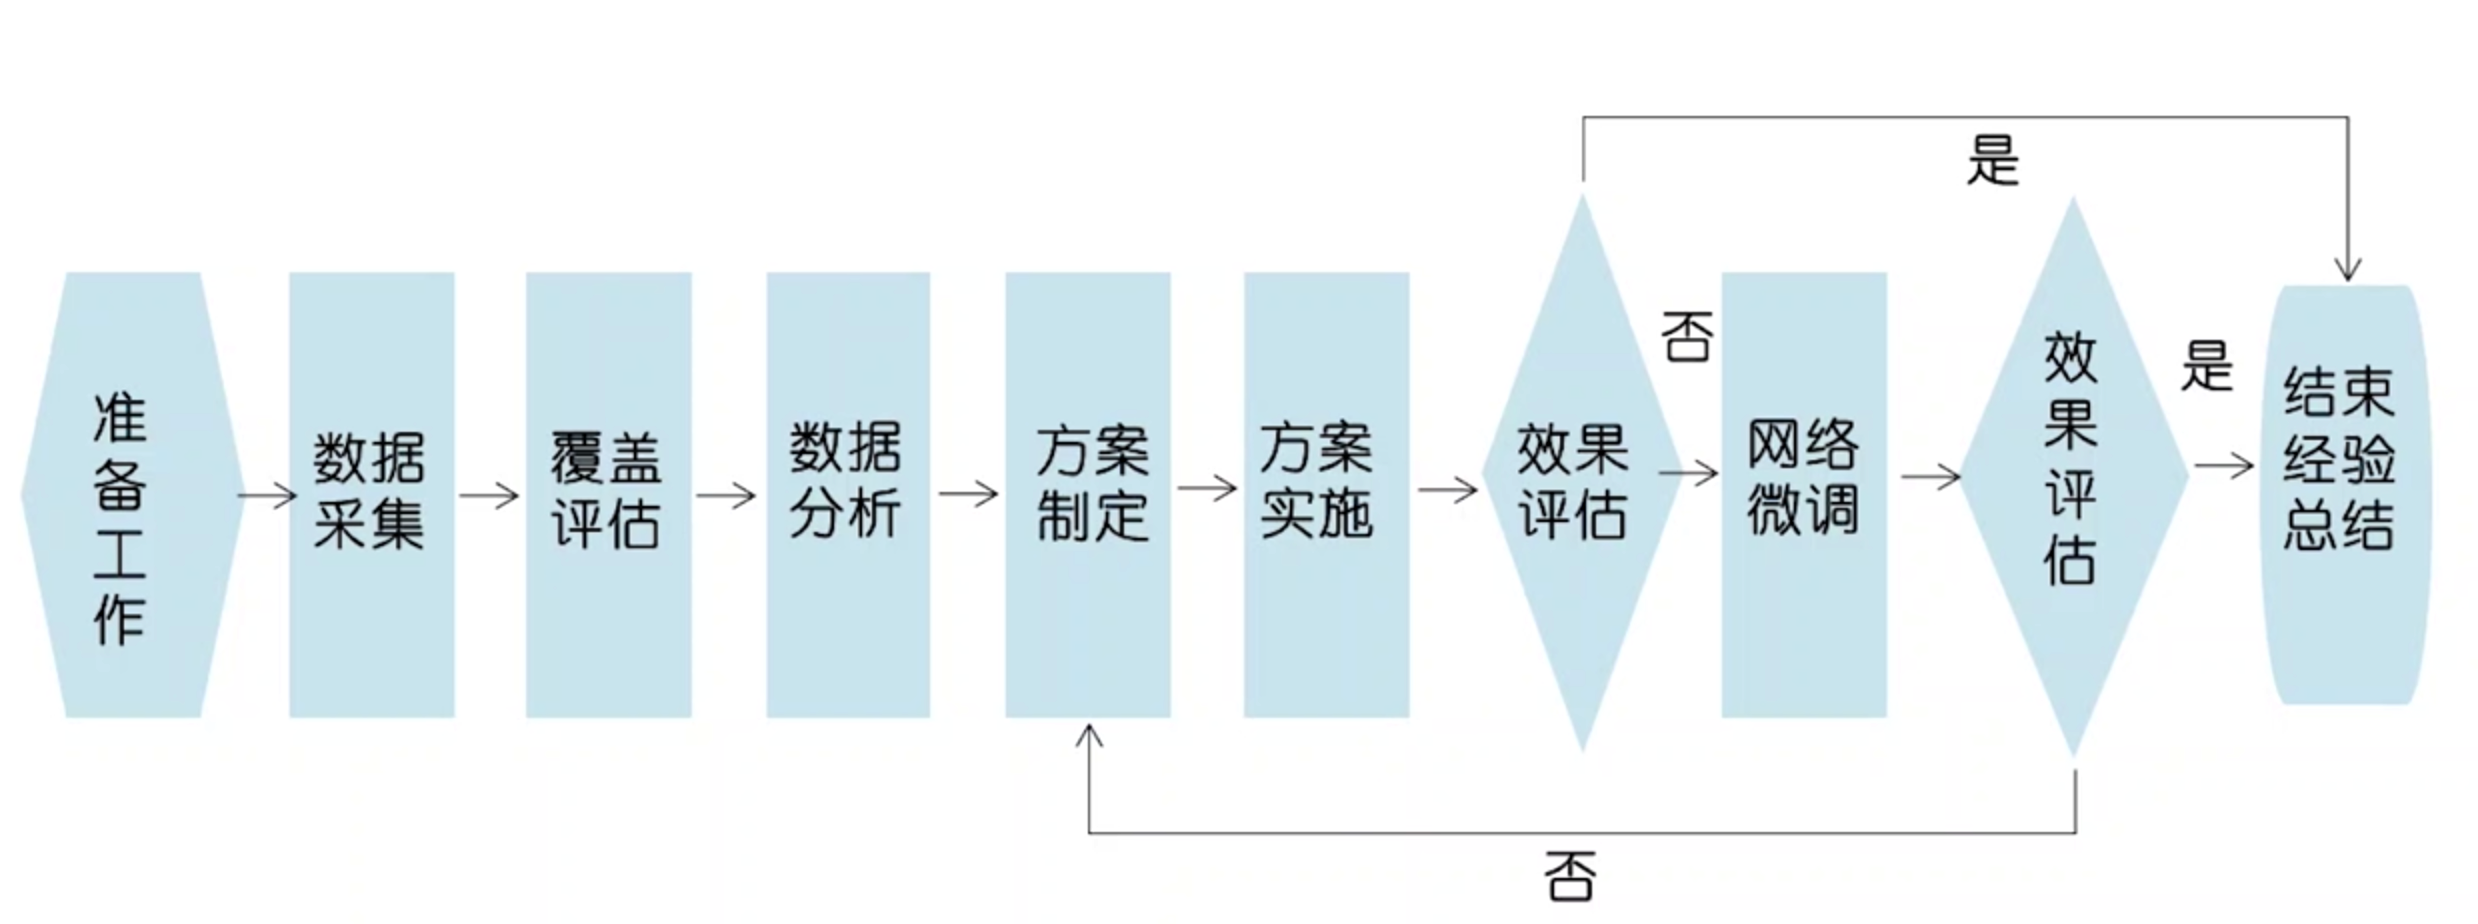 准
备
工
作
数据
采集
覆盖
评估
数据
分析
方案
制定
方案
实施
效果
评估
否
是
网络
微调
效
果
评
估
是
否
结束
经验
总结